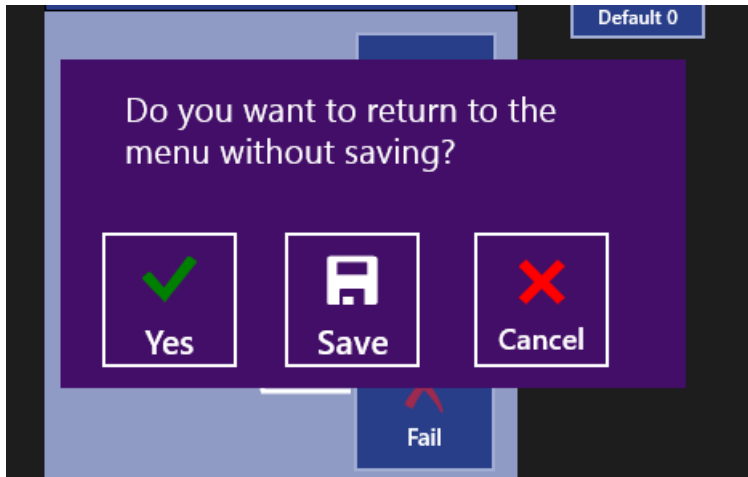 Default 0
Do you want to return to the
menu without saving?
Yes
Save
Cancel
Fail